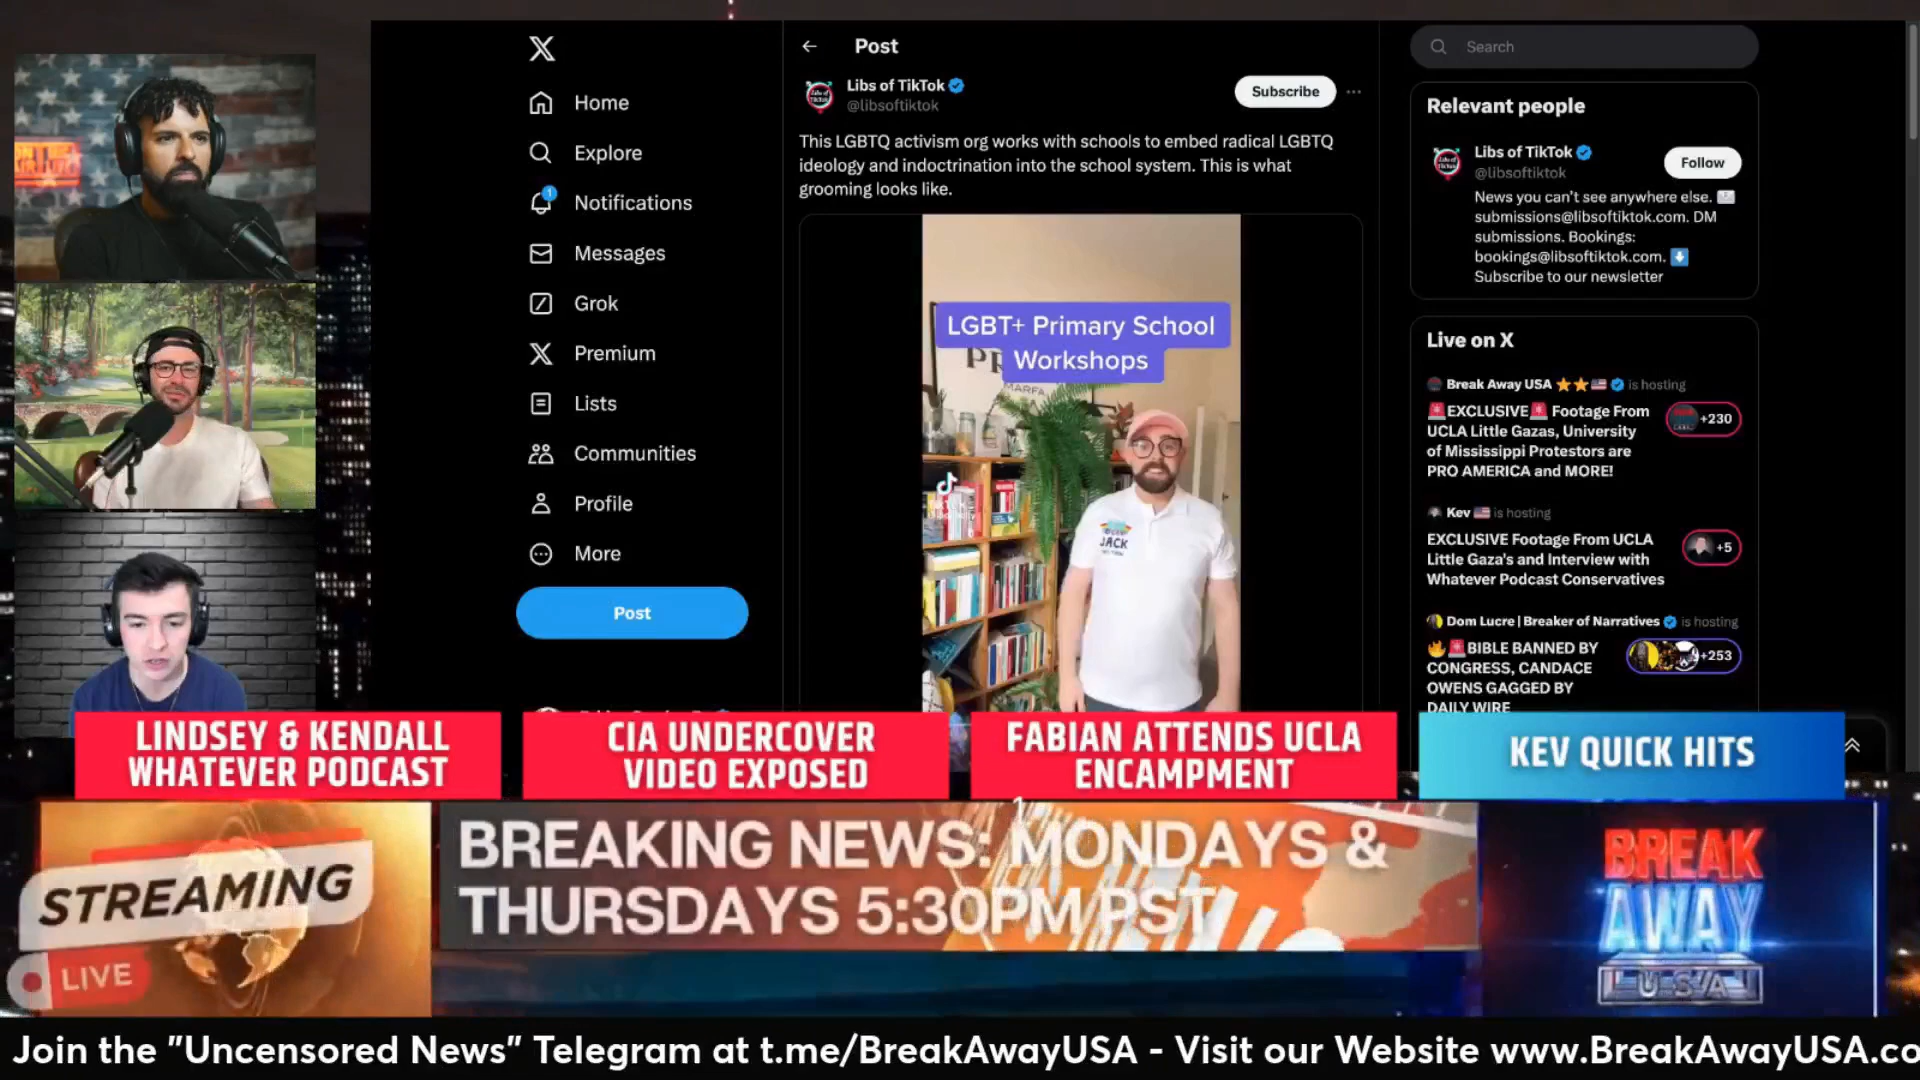 Home
Explore
1
Notifications
Messages
Grok
Premium
Lists
Communities
Profile
More
Post
Post
Libs of TikTok
@libsoftiktok
Subscribe
This LGBTQ activism org works with schools to embed radical LGBTQ
ideology and indoctrination into the school system. This is what
grooming looks like.
LGBT+ Primary School
Workshops
MARFA
JACK
Search
Relevant people
Libs of TikTok
@libsoftiktok
Follow
News you can't see anywhere else.
submissions@libsoftiktok.com. DM
submissions. Bookings:
bookings@libsoftiktok.com.
Subscribe to our newsletter
Live on X
Break Away USA is hosting
EXCLUSIVE Footage From
UCLA Little Gazas, University
of Mississippi Protestors are
PRO AMERICA and MORE!
+230
Kev is hosting
EXCLUSIVE Footage From UCLA
Little Gaza's and Interview with
Whatever Podcast Conservatives
+5
Dom Lucre | Breaker of Narratives is hosting
BIBLE BANNED BY
CONGRESS, CANDACE
OWENS GAGGED BY
DAILY WIRE
+253
LINDSEY & KENDALL
WHATEVER PODCAST
CIA UNDERCOVER
VIDEO EXPOSED
FABIAN ATTENDS UCLA
ENCAMPMENT
KEV QUICK HITS
STREAMING
LIVE
BREAKING NEWS: MONDAYS &
THURSDAYS 5:30PM PST
BREAK
AWAY
USA
Join the "Uncensored News" Telegram at t.me/BreakAwayUSA - Visit our Website www.BreakAwayUSA.co